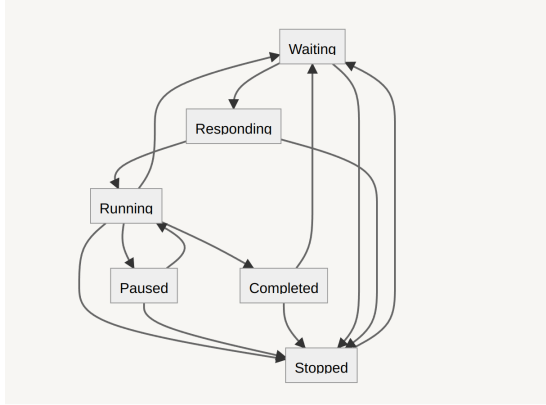 Waiting
Responding
Running
Paused
Completed
Stopped